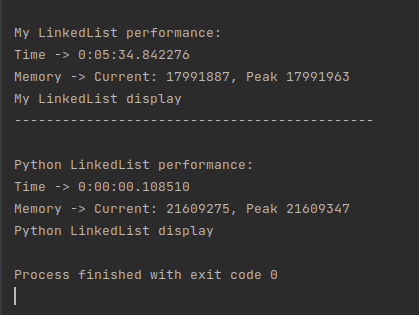 My LinkedList performance:
Time -> 0:05:34.842276
Memory -> Current: 17991887, Peak 17991963
My LinkedList display
---------------------------------------------
Python LinkedList performance:
Time -> 0:00:00.108510
Memory -> Current: 21609275, Peak 21609347
Python LinkedList display
Process finished with exit code 0